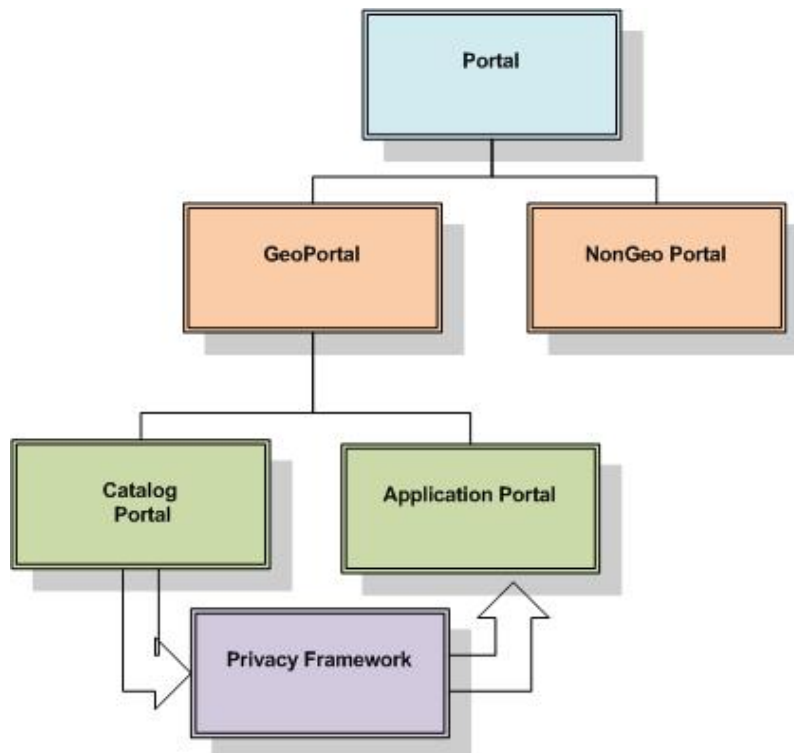 Portal
GeoPortal
NonGeo Portal
Catalog
Portal
Application Portal
Privacy Framework